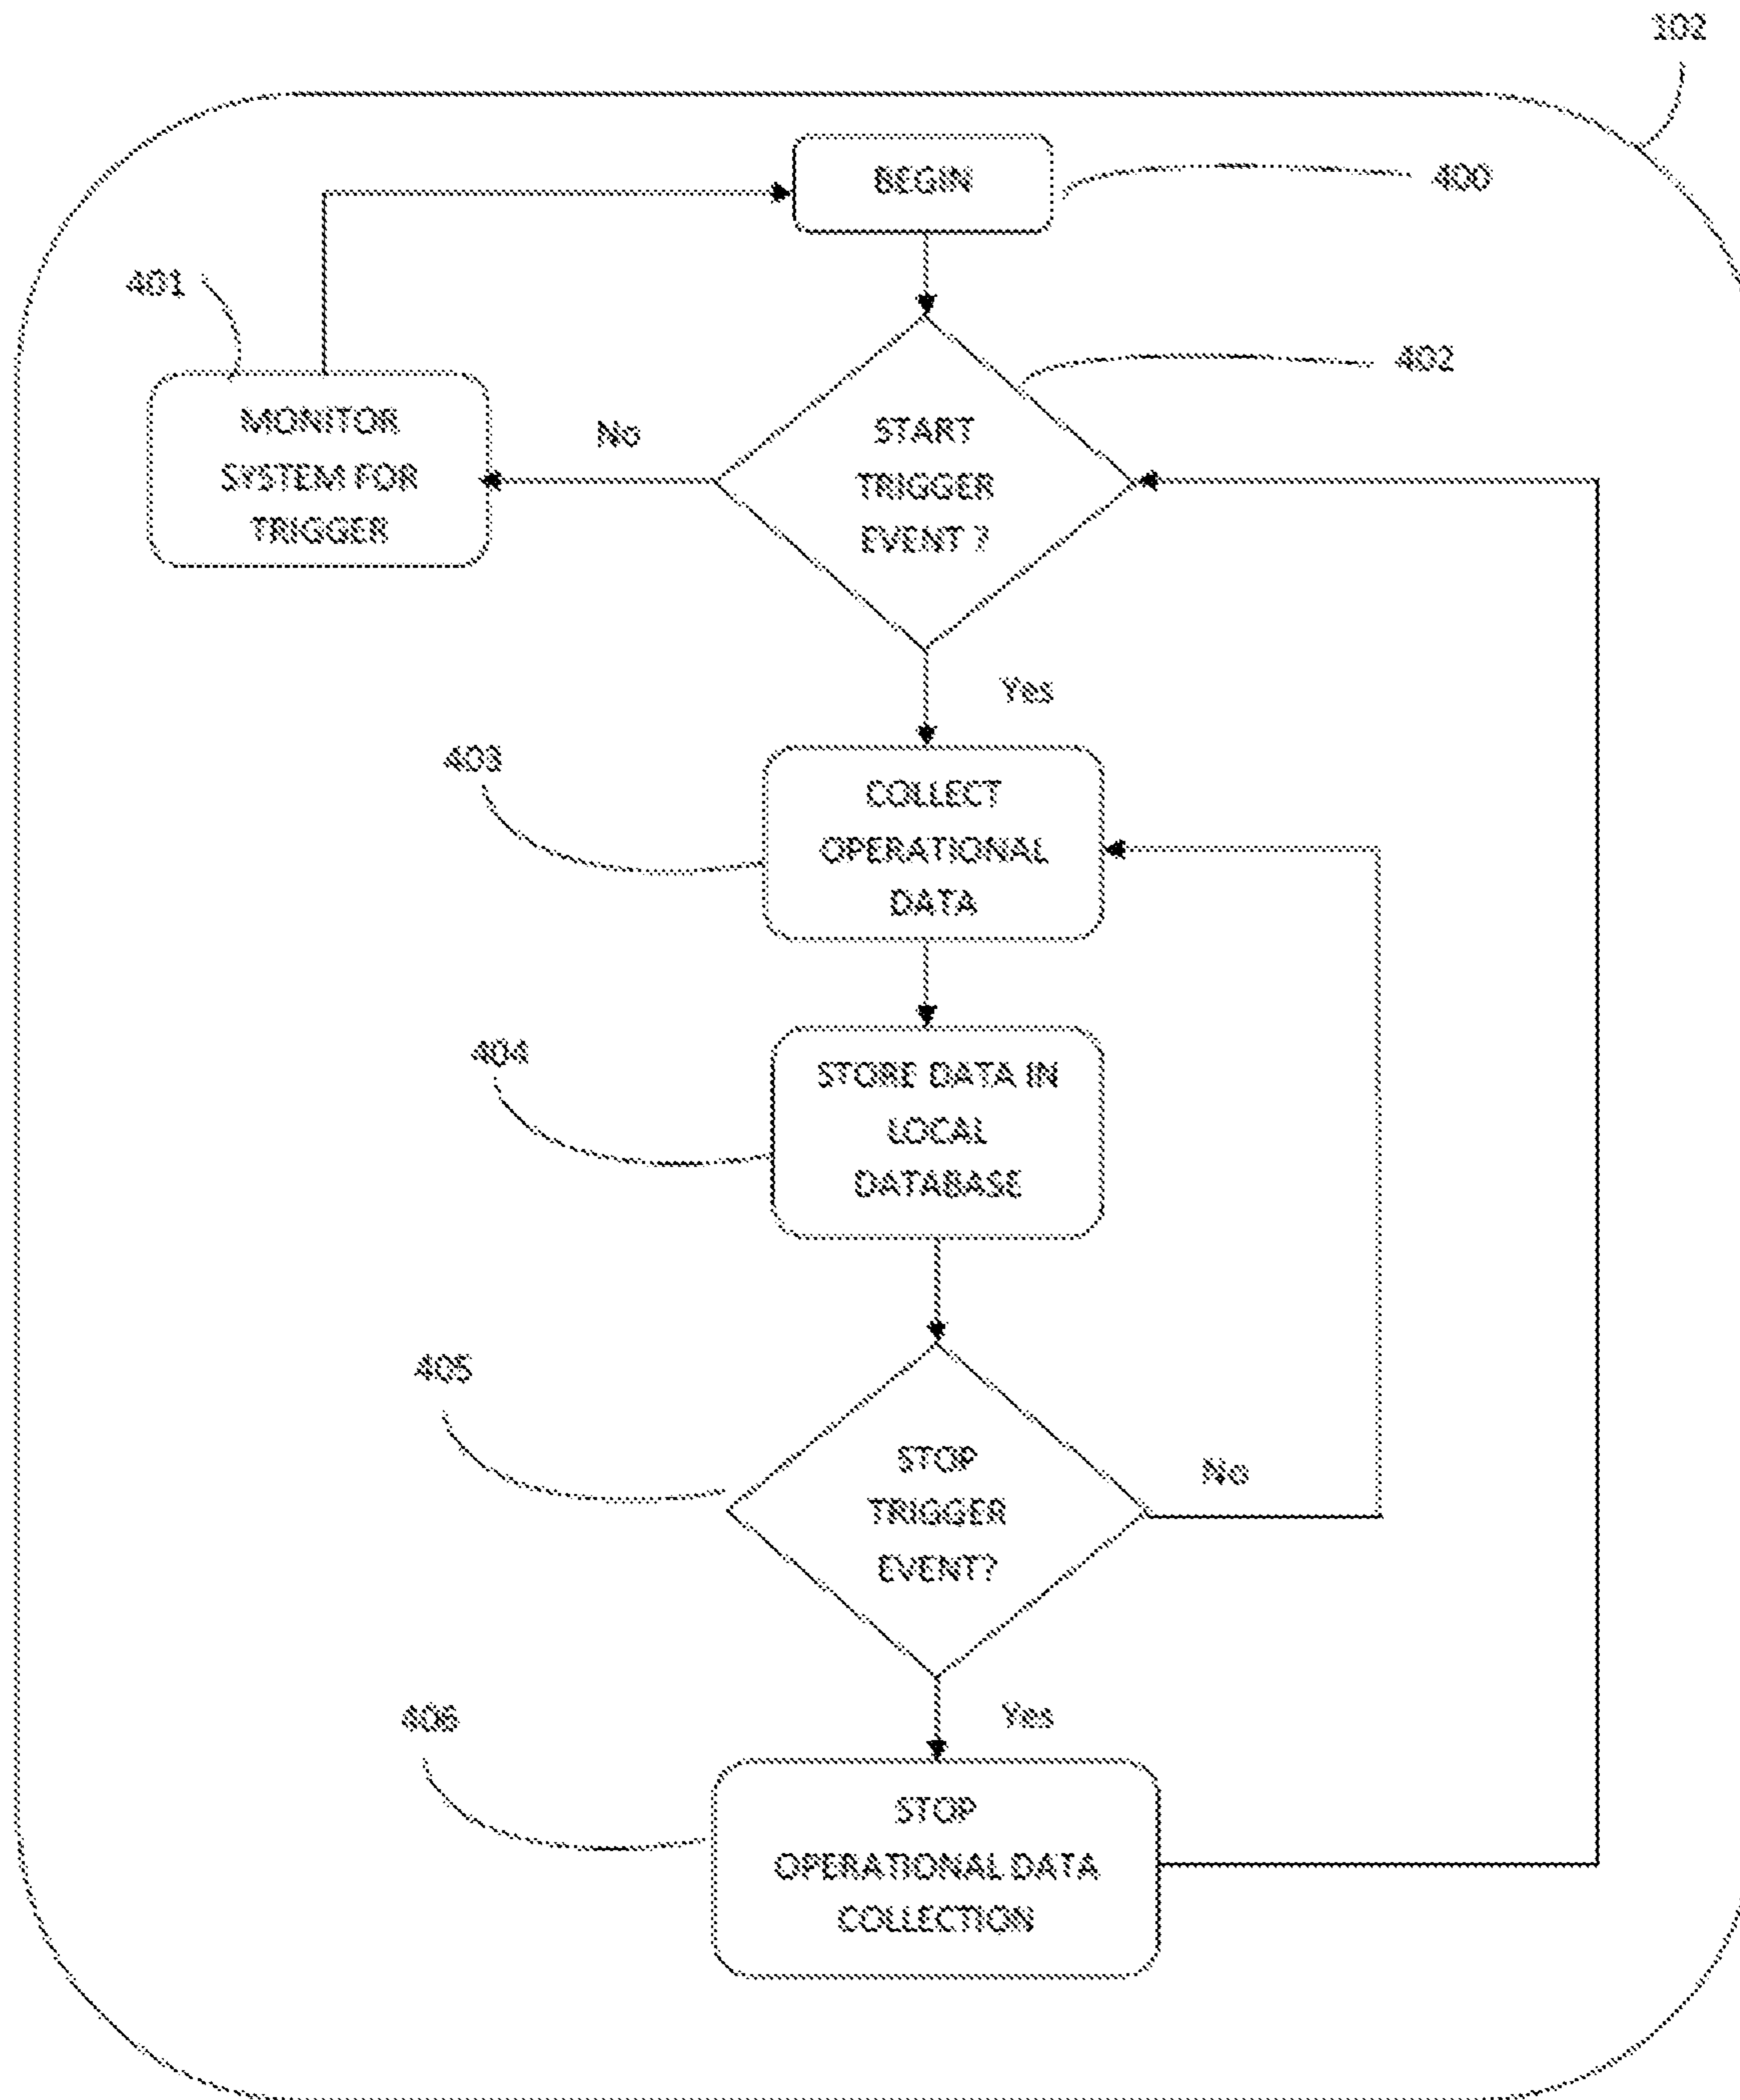 102
BEGIN
400
401
402
MONITOR
SYSTEM FOR
TRIGGER
No
START
TRIGGER
EVENT ?
Yes
403
COLLECT
OPERATIONAL
DATA
404
STORE DATA IN
LOCAL
DATABASE
405
STOP
TRIGGER
EVENT?
No
406
Yes
STOP
OPERATIONAL DATA
COLLECTION